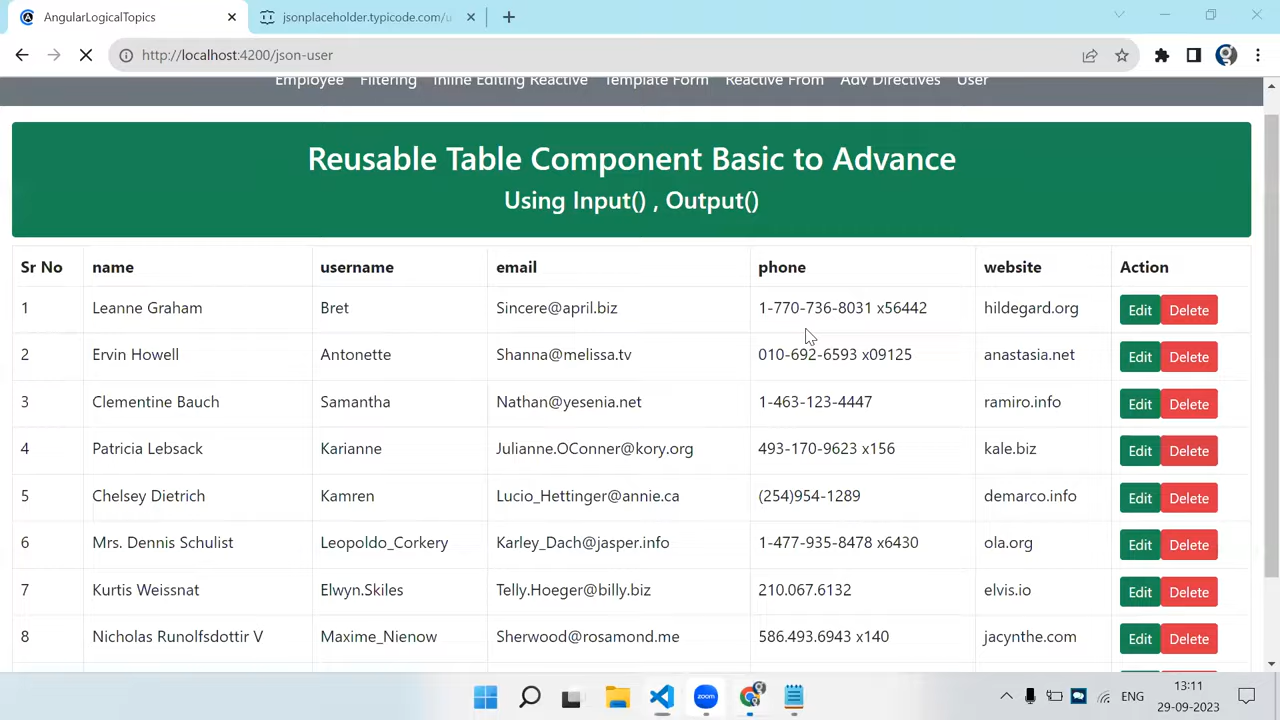 AngularLogicalTopics
jsonplaceholder.typicode.com/u
http://localhost:4200/json-user
Employee Filtering Inline Editing Reactive Template Form Reactive From Adv Directives User
Reusable Table Component Basic to Advance
Using Input() , Output()
Sr No name username email phone website Action
1 Leanne Graham Bret Sincere@april.biz 1-770-736-8031 x56442 hildegard.org Edit Delete
2 Ervin Howell Antonette Shanna@melissa.tv 010-692-6593 x09125 anastasia.net Edit Delete
3 Clementine Bauch Samantha Nathan@yesenia.net 1-463-123-4447 ramiro.info Edit Delete
4 Patricia Lebsack Karianne Julianne.OConner@kory.org 493-170-9623 x156 kale.biz Edit Delete
5 Chelsey Dietrich Kamren Lucio_Hettinger@annie.ca (254)954-1289 demarco.info Edit Delete
6 Mrs. Dennis Schulist Leopoldo_Corkery Karley_Dach@jasper.info 1-477-935-8478 x6430 ola.org Edit Delete
7 Kurtis Weissnat Elwyn.Skiles Telly.Hoeger@billy.biz 210.067.6132 elvis.io Edit Delete
8 Nicholas Runolfsdottir V Maxime_Nienow Sherwood@rosamond.me 586.493.6943 x140 jacynthe.com Edit Delete
zoom
ENG
13:11
29-09-2023